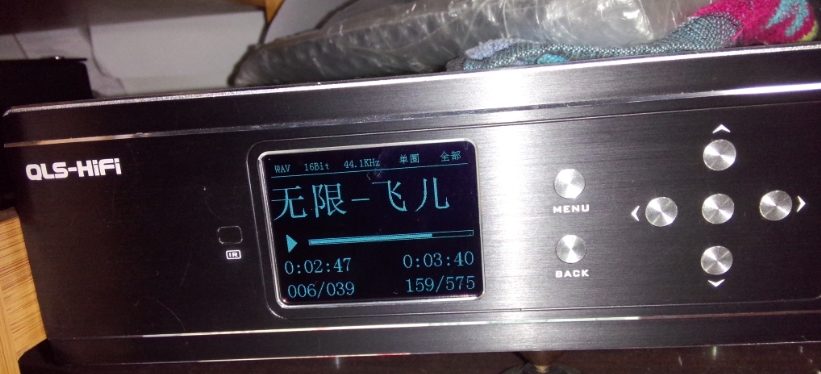 QLS-HiFi
WAV 16Bit 44.1KHz 单圈 全部
无限-飞儿
0:02:47 0:03:40
006/039 159/575
IR
MENU
BACK